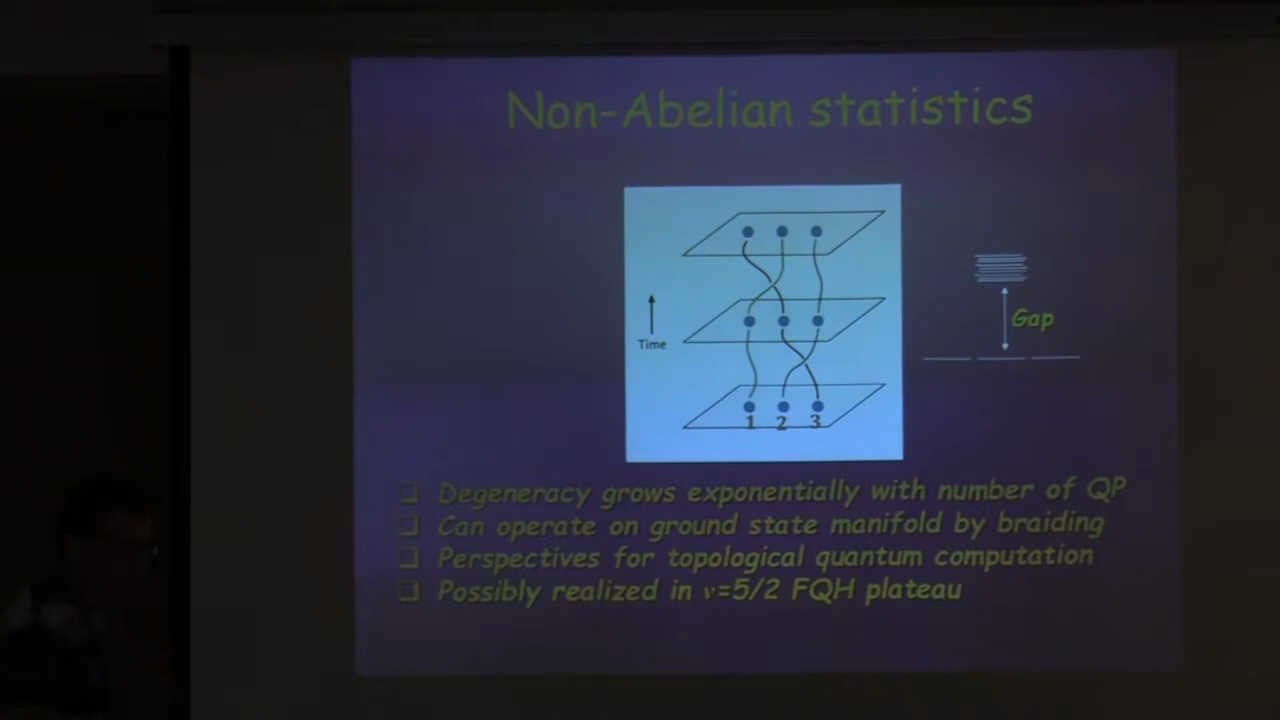 Non-Abelian statistics
Time
Gap
1 2 3
Degeneracy grows exponentially with number of QP
Can operate on ground state manifold by braiding
Perspectives for topological quantum computation
Possibly realized in ν=5/2 FQH plateau